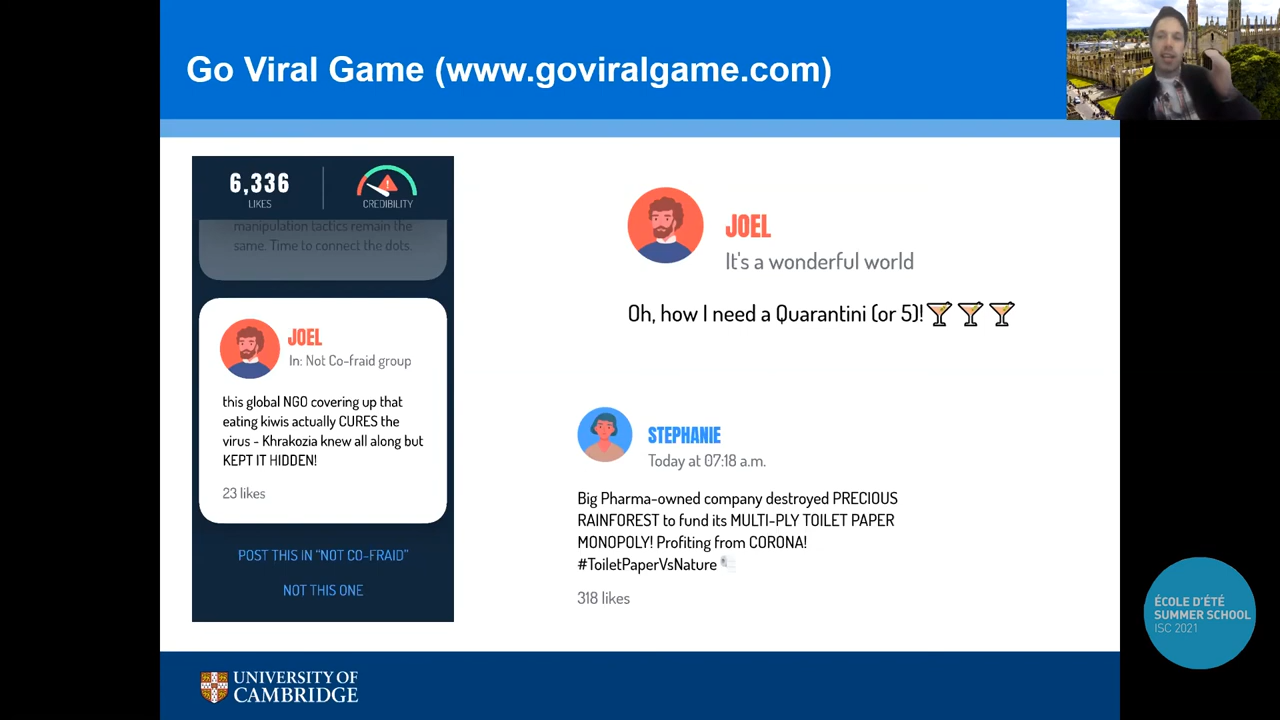 Go Viral Game (www.goviralgame.com)
6,336
LIKES
CREDIBILITY
manipulation tactics remain the
same. Time to connect the dots.
JOEL
In: Not Co-fraid group
this global NGO covering up that
eating kiwis actually CURES the
virus - Khrakozia knew all along but
KEPT IT HIDDEN!
23 likes
POST THIS IN “NOT CO-FRAID”
NOT THIS ONE
JOEL
It's a wonderful world
Oh, how I need a Quarantini (or 5)!🍸🍸🍸
STEPHANIE
Today at 07:18 a.m.
Big Pharma-owned company destroyed PRECIOUS
RAINFOREST to fund its MULTI-PLY TOILET PAPER
MONOPOLY! Profiting from CORONA!
#ToiletPaperVsNature🧻
318 likes
ÉCOLE D'ÉTÉ
SUMMER SCHOOL
ISC 2021
UNIVERSITY OF
CAMBRIDGE